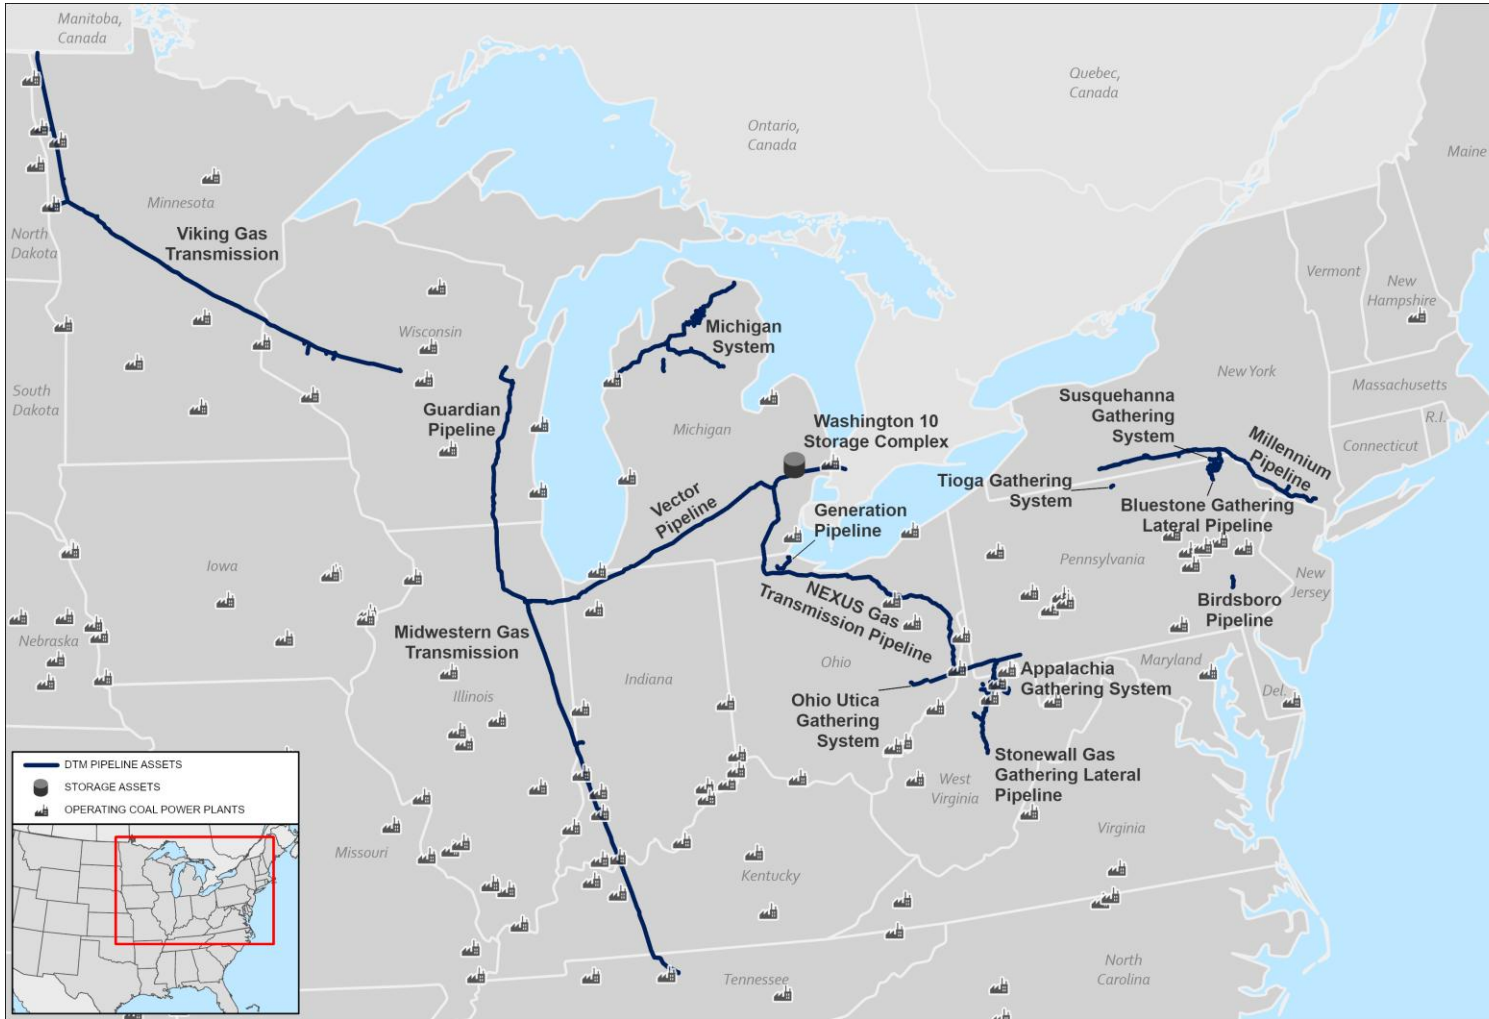 Manitoba,
Canada
Quebec,
Canada
Ontario,
Canada
Maine
Minnesota
North
Dakota
Viking Gas
Transmission
Vermont
New
Hampshire
Wisconsin
Michigan
System
South
Dakota
New York
Massachusetts
R.I.
Connecticut
Susquehanna
Gathering
System
Millennium
Pipeline
Guardian
Pipeline
Michigan
Washington 10
Storage Complex
Tioga Gathering
System
Bluestone Gathering
Lateral Pipeline
Vector
Pipeline
Generation
Pipeline
Pennsylvania
New
Jersey
Iowa
Birdsboro
Pipeline
NEXUS Gas
Transmission Pipeline
Nebraska
Midwestern Gas
Transmission
Illinois
Indiana
Ohio
Maryland
Del.
Appalachia
Gathering System
Ohio Utica
Gathering
System
Stonewall Gas
Gathering Lateral
Pipeline
West
Virginia
Virginia
Missouri
Kentucky
Tennessee
North
Carolina
DTM PIPELINE ASSETS
STORAGE ASSETS
OPERATING COAL POWER PLANTS